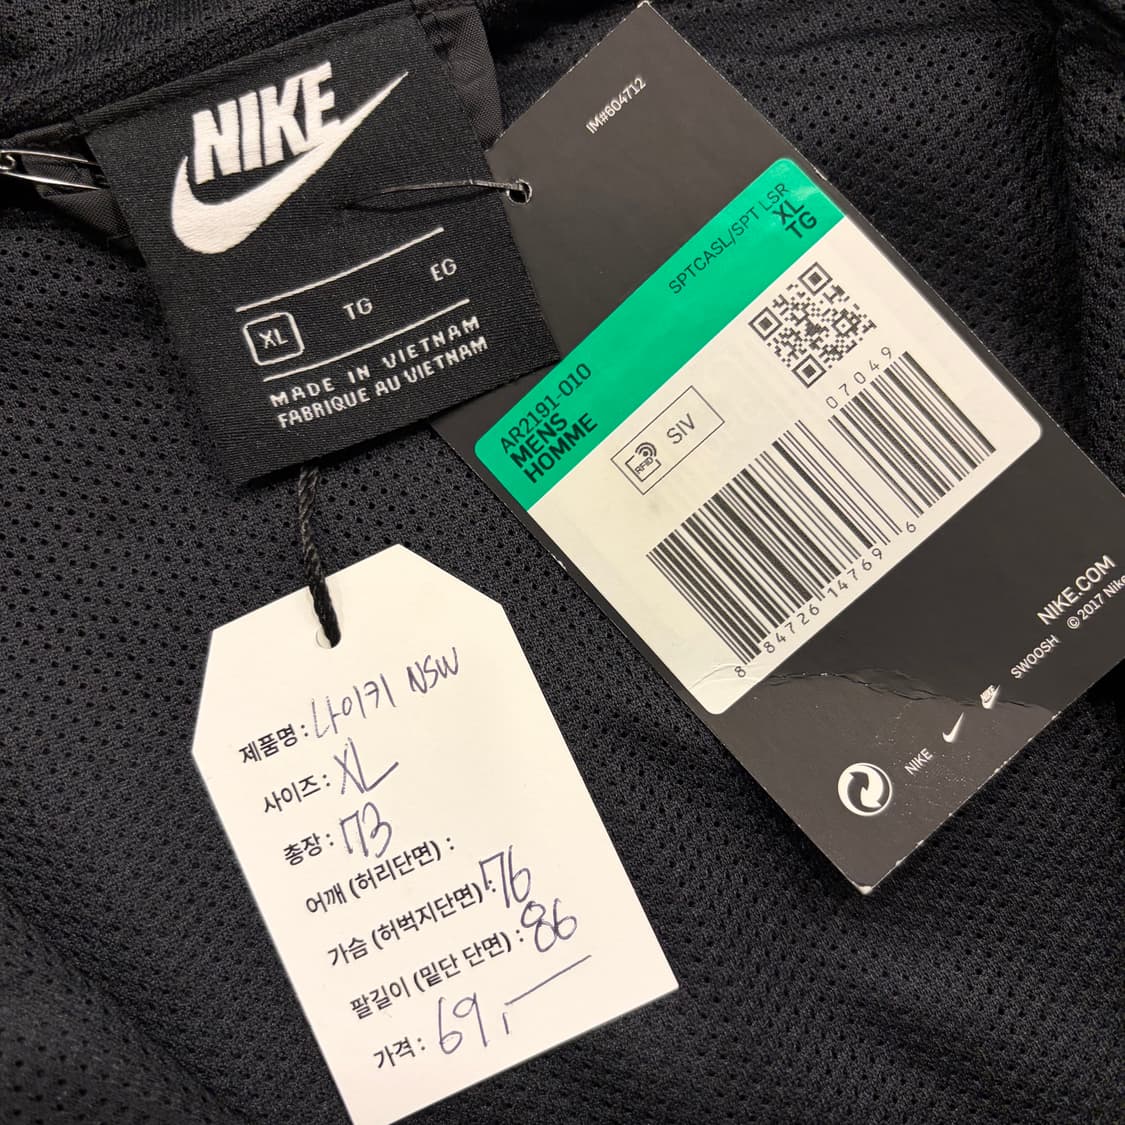 NIKE
XL TG EG
MADE IN VIETNAM
FABRIQUE AU VIETNAM
IM#604712
SPTCASL/SPT LSR
XL
TG
AR2191-010
MENS
HOMME
RFID SIV
07049
8 84726 14769 6
NIKE.COM
© 2017 Nike
NIKE SWOOSH
제품명: 나이키 NSW
사이즈: XL
총장: 73
어깨 (허리단면) :
가슴 (허벅지단면) : 76
팔길이 (밑단 단면) : 86
가격: 69,-